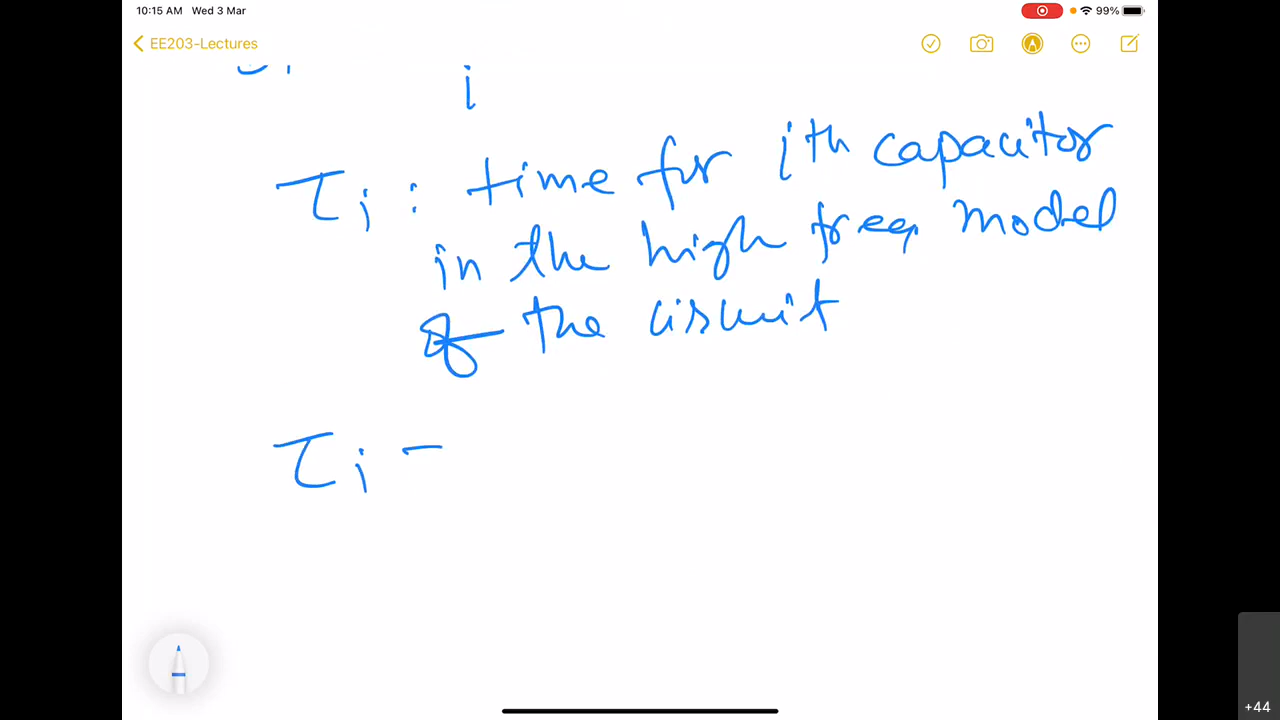 10:15 AM Wed 3 Mar
99%
EE203-Lectures
i
τi : time for ith capacitor
in the high freq model
of the circuit
τi -
+44